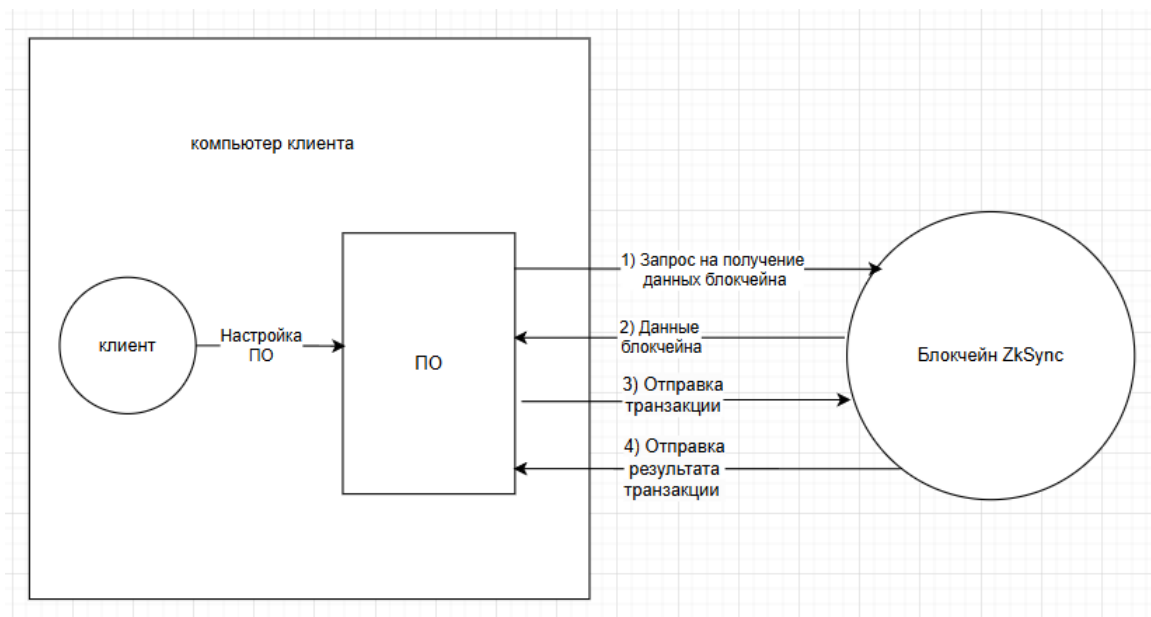 компьютер клиента
клиент
Настройка
ПО
ПО
1) Запрос на получение
данных блокчейна
2) Данные
блокчейна
3) Отправка
транзакции
4) Отправка
результата
транзакции
Блокчейн ZkSync